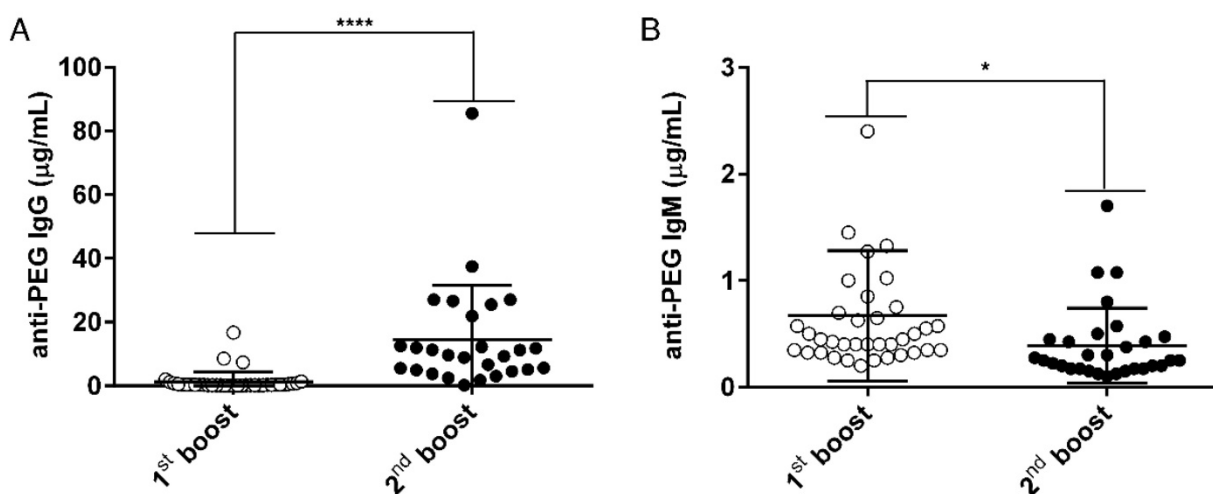 A
****
100
80
60
40
20
0
anti-PEG IgG (μg/mL)
1st boost
2nd boost
B
*
3
2
1
0
anti-PEG IgM (μg/mL)
1st boost
2nd boost